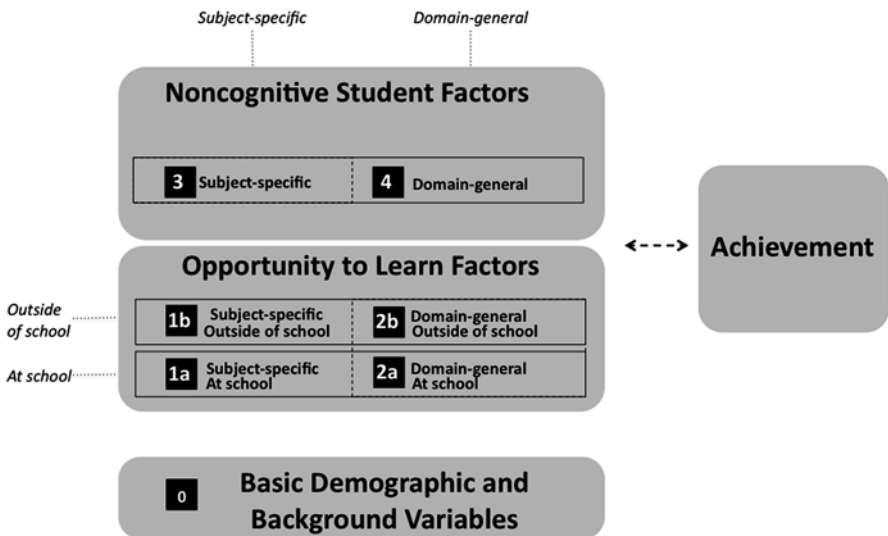 Subject-specific
Domain-general
Noncognitive Student Factors
3 Subject-specific
4 Domain-general
Achievement
Opportunity to Learn Factors
Outside
of school
1b Subject-specific
Outside of school
2b Domain-general
Outside of school
At school
1a Subject-specific
At school
2a Domain-general
At school
0 Basic Demographic and
Background Variables